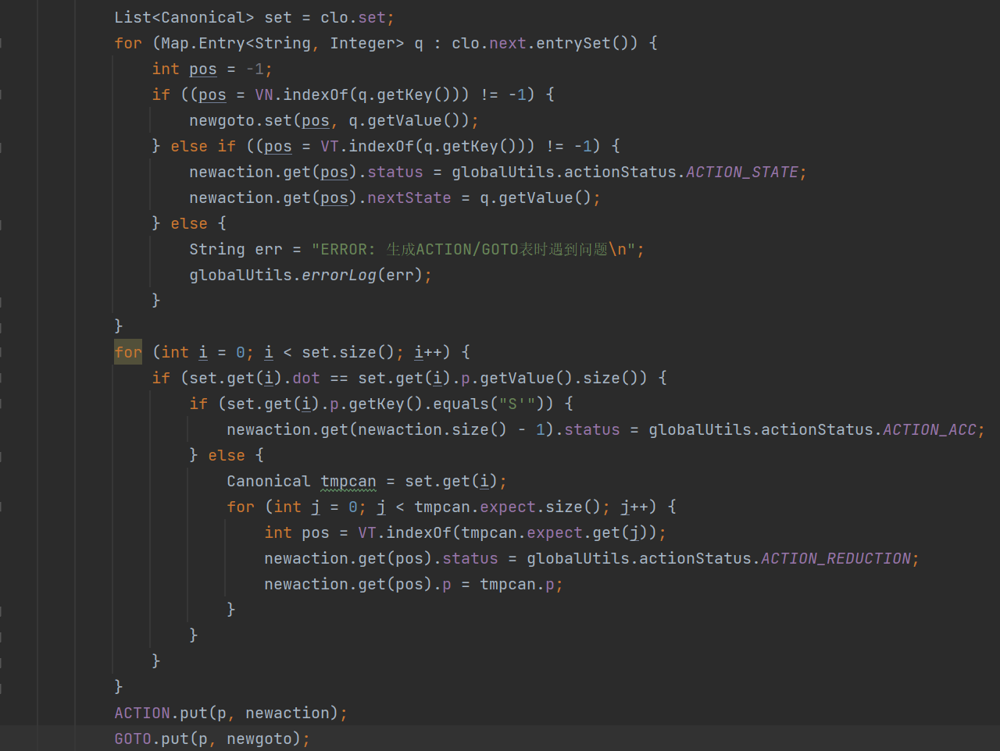 List<Canonical> set = clo.set;
for (Map.Entry<String, Integer> q : clo.next.entrySet()) {
int pos = -1;
if ((pos = VN.indexOf(q.getKey())) != -1) {
newgoto.set(pos, q.getValue());
} else if ((pos = VT.indexOf(q.getKey())) != -1) {
newaction.get(pos).status = globalUtils.actionStatus.ACTION_STATE;
newaction.get(pos).nextState = q.getValue();
} else {
String err = "ERROR: 生成ACTION/GOTO表时遇到问题\n";
globalUtils.errorLog(err);
}
}
for (int i = 0; i < set.size(); i++) {
if (set.get(i).dot == set.get(i).p.getValue().size()) {
if (set.get(i).p.getKey().equals("S'")) {
newaction.get(newaction.size() - 1).status = globalUtils.actionStatus.ACTION_ACC;
} else {
Canonical tmpcan = set.get(i);
for (int j = 0; j < tmpcan.expect.size(); j++) {
int pos = VT.indexOf(tmpcan.expect.get(j));
newaction.get(pos).status = globalUtils.actionStatus.ACTION_REDUCTION;
newaction.get(pos).p = tmpcan.p;
}
}
}
}
ACTION.put(p, newaction);
GOTO.put(p, newgoto);